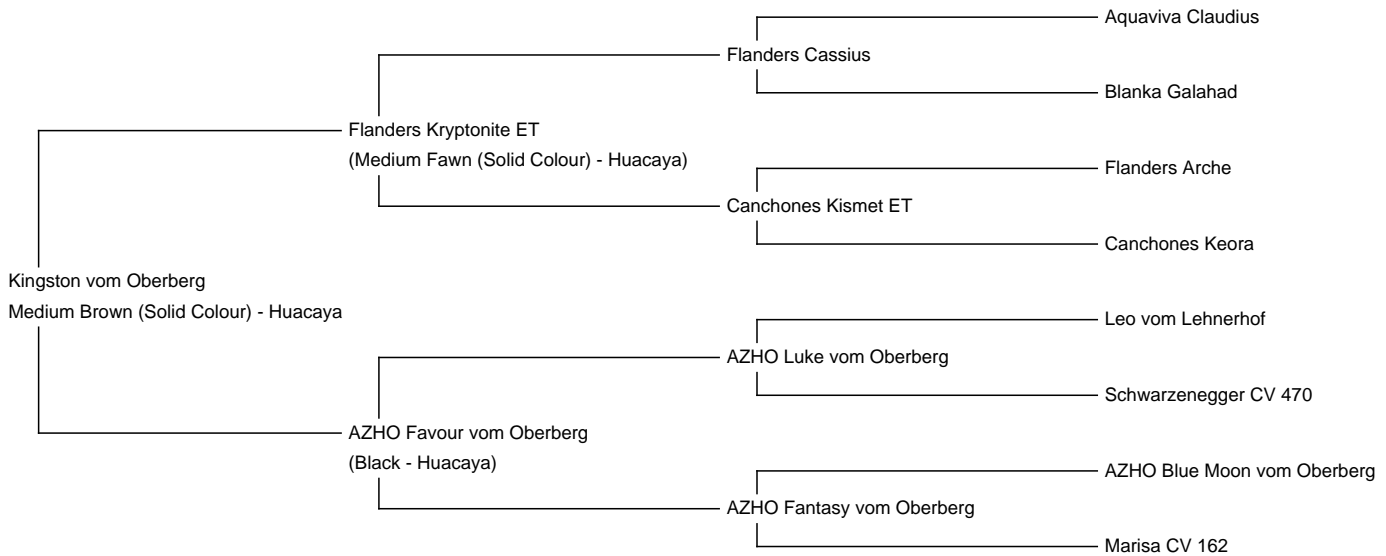 Aquaviva Claudius
Flanders Cassius
Blanka Galahad
Flanders Kryptonite ET
(Medium Fawn (Solid Colour) - Huacaya)
Flanders Arche
Canchones Kismet ET
Canchones Keora
Kingston vom Oberberg
Medium Brown (Solid Colour) - Huacaya
Leo vom Lehnerhof
AZHO Luke vom Oberberg
Schwarzenegger CV 470
AZHO Favour vom Oberberg
(Black - Huacaya)
AZHO Blue Moon vom Oberberg
AZHO Fantasy vom Oberberg
Marisa CV 162